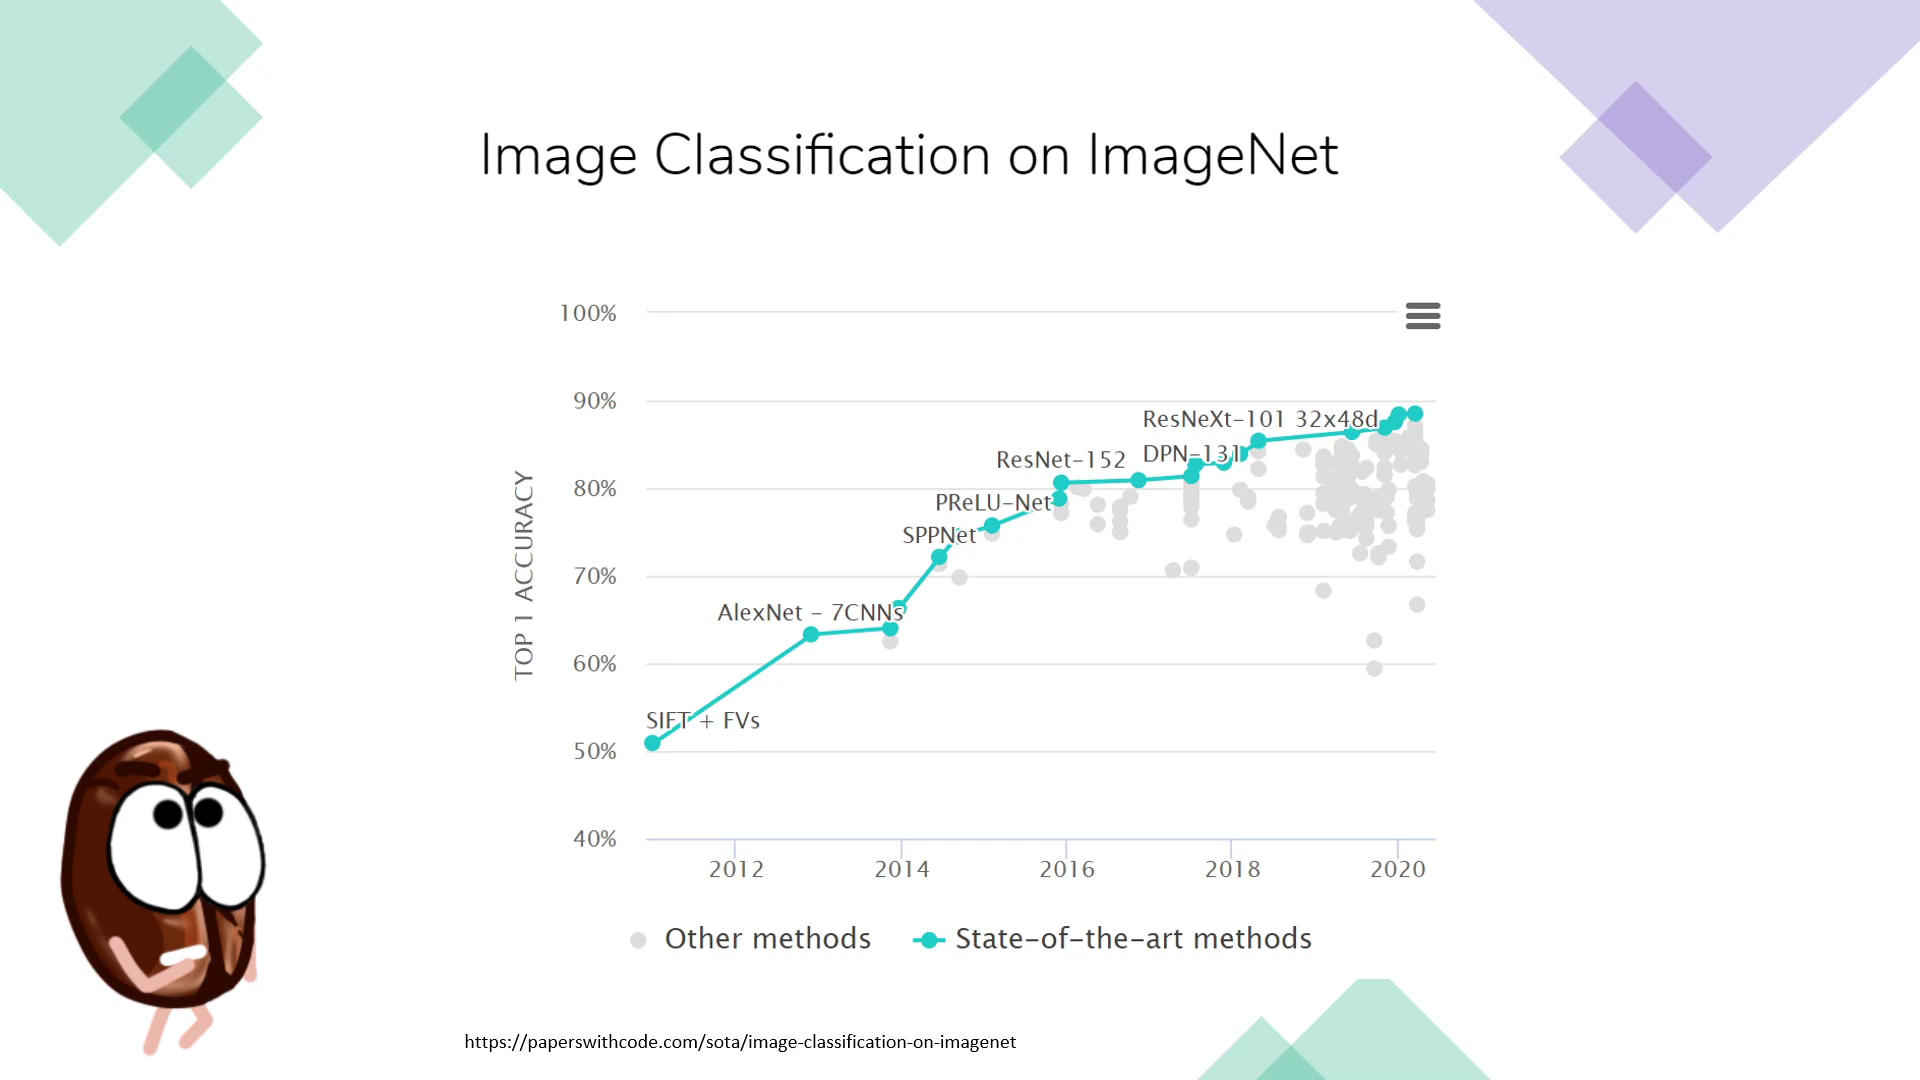 Image Classification on ImageNet
100%
90%
80%
70%
60%
50%
40%
TOP 1 ACCURACY
ResNeXt-101 32x48d
DPN-131
ResNet-152
PReLU-Net
SPPNet
AlexNet - 7CNNs
SIFT + FVs
2012 2014 2016 2018 2020
Other methods State-of-the-art methods
https://paperswithcode.com/sota/image-classification-on-imagenet